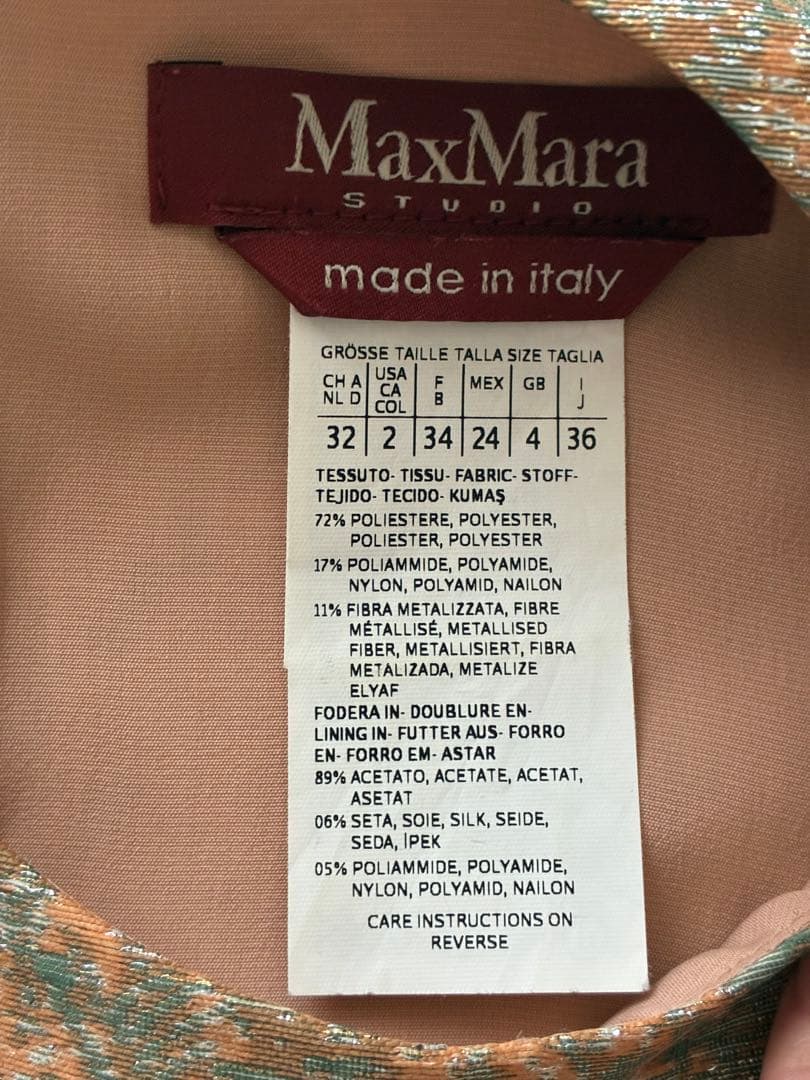 MaxMara
STUDIO
made in italy
GRÖSSE TAILLE TALLA SIZE TAGLIA
CH A NL D | USA CA COL | F B | MEX | GB | I J
32 | 2 | 34 | 24 | 4 | 36
TESSUTO- TISSU- FABRIC- STOFF-
TEJIDO- TECIDO- KUMAŞ
72% POLIESTERE, POLYESTER,
POLIESTER, POLYESTER
17% POLIAMMIDE, POLYAMIDE,
NYLON, POLYAMID, NAILON
11% FIBRA METALIZZATA, FIBRE
MÉTALLISÉ, METALLISED
FIBER, METALLISIERT, FIBRA
METALIZADA, METALIZE
ELYAF
FODERA IN- DOUBLURE EN-
LINING IN- FUTTER AUS- FORRO
EN- FORRO EM- ASTAR
89% ACETATO, ACETATE, ACETAT,
ASETAT
06% SETA, SOIE, SILK, SEIDE,
SEDA, İPEK
05% POLIAMMIDE, POLYAMIDE,
NYLON, POLYAMID, NAILON
CARE INSTRUCTIONS ON
REVERSE